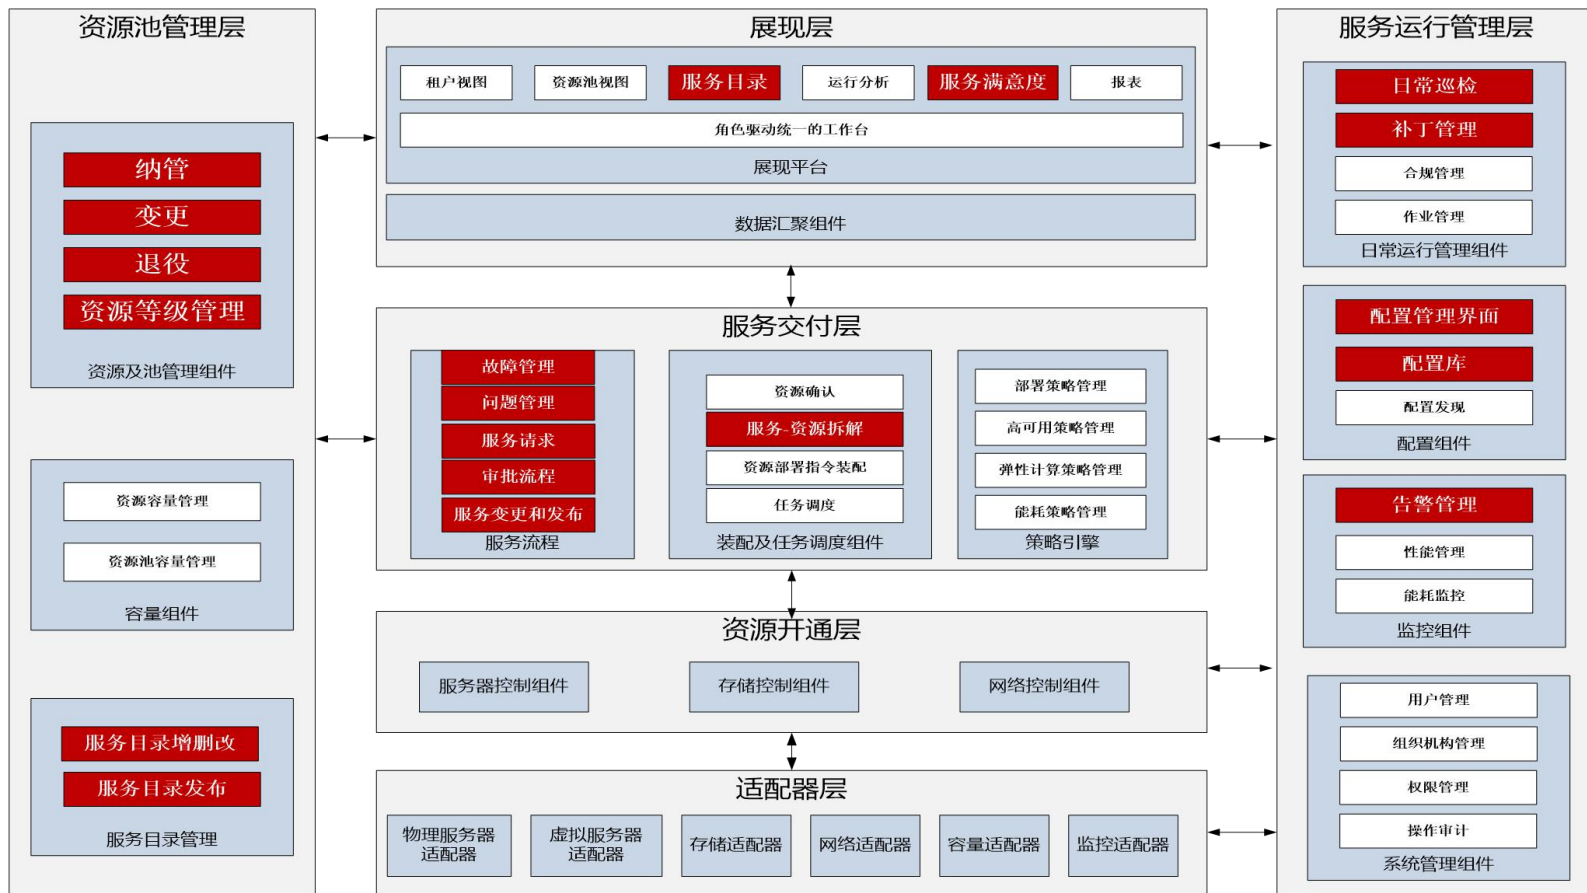 资源池管理层
纳管
变更
退役
资源等级管理
资源及池管理组件
资源容量管理
资源池容量管理
容量组件
服务目录增删改
服务目录发布
服务目录管理
展现层
租户视图
资源池视图
服务目录
运行分析
服务满意度
报表
角色驱动统一的工作台
展现平台
数据汇聚组件
服务交付层
故障管理
问题管理
服务请求
审批流程
服务变更和发布
服务流程
资源确认
服务-资源拆解
资源部署指令装配
任务调度
装配及任务调度组件
部署策略管理
高可用策略管理
弹性计算策略管理
能耗策略管理
策略引擎
资源开通层
服务器控制组件
存储控制组件
网络控制组件
适配器层
物理服务器
适配器
虚拟服务器
适配器
存储适配器
网络适配器
容量适配器
监控适配器
服务运行管理层
日常巡检
补丁管理
合规管理
作业管理
日常运行管理组件
配置管理界面
配置库
配置发现
配置组件
告警管理
性能管理
能耗监控
监控组件
用户管理
组织机构管理
权限管理
操作审计
系统管理组件